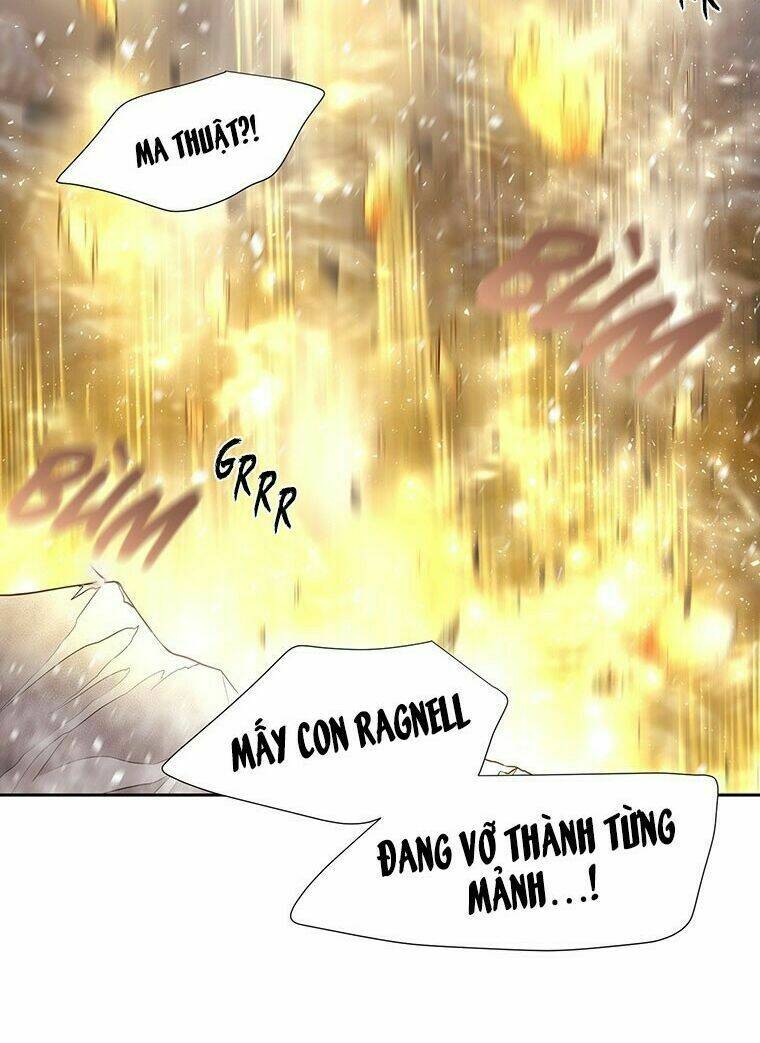 MA THUẬT?!
BÙM
BÙM
GRRR
MẤY CON RAGNELL
ĐANG VỠ THÀNH TỪNG
MẢNH...!